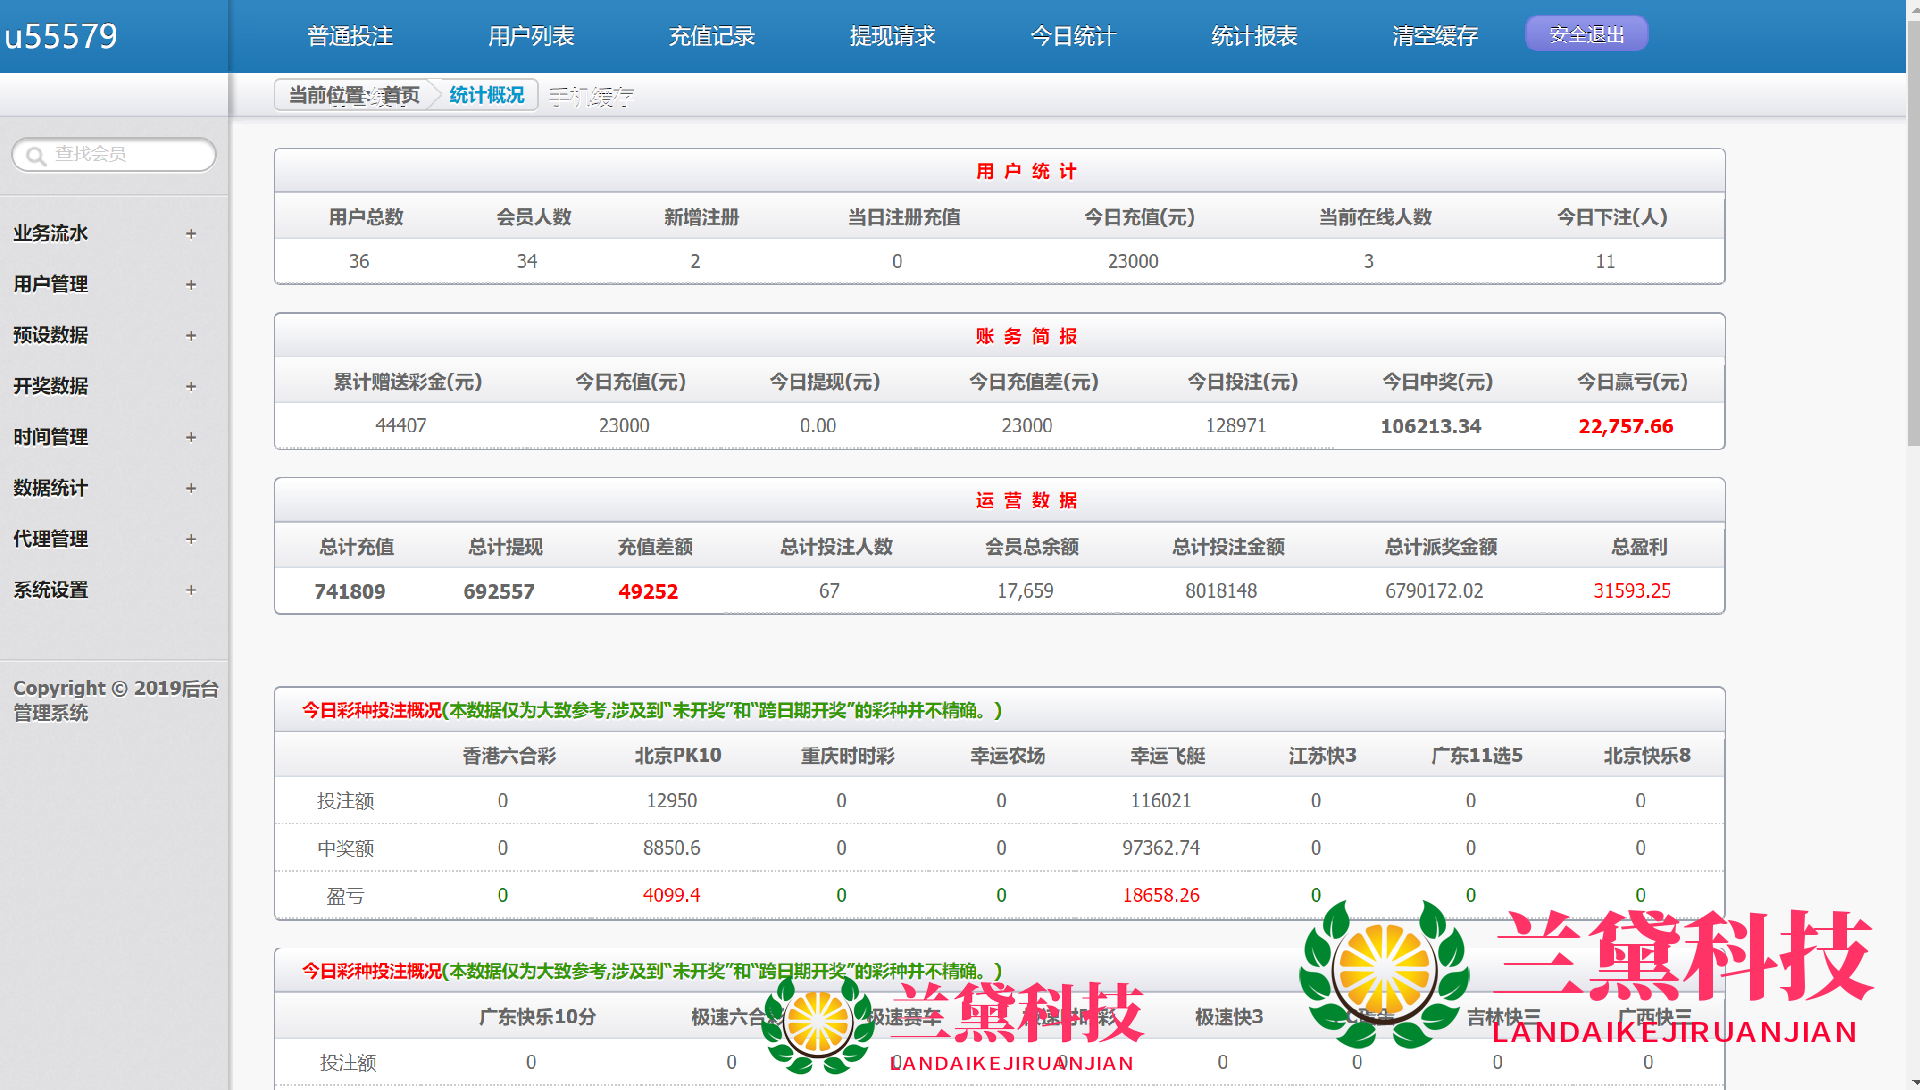 u55579
普通投注 用户列表 充值记录 提现请求 今日统计 统计报表 清空缓存 安全退出
当前位置: 首页 统计概况 手机缓存
查找会员
业务流水 +
用户管理 +
预设数据 +
开奖数据 +
时间管理 +
数据统计 +
代理管理 +
系统设置 +
Copyright © 2019后台
管理系统
用 户 统 计
用户总数 会员人数 新增注册 当日注册充值 今日充值(元) 当前在线人数 今日下注(人)
36 34 2 0 23000 3 11
账 务 简 报
累计赠送彩金(元) 今日充值(元) 今日提现(元) 今日充值差(元) 今日投注(元) 今日中奖(元) 今日赢亏(元)
44407 23000 0.00 23000 128971 106213.34 22,757.66
运 营 数 据
总计充值 总计提现 充值差额 总计投注人数 会员总余额 总计投注金额 总计派奖金额 总盈利
741809 692557 49252 67 17,659 8018148 6790172.02 31593.25
今日彩种投注概况(本数据仅为大致参考,涉及到“未开奖”和“跨日期开奖”的彩种并不精确。)
香港六合彩 北京PK10 重庆时时彩 幸运农场 幸运飞艇 江苏快3 广东11选5 北京快乐8
投注额 0 12950 0 0 116021 0 0 0
中奖额 0 8850.6 0 0 97362.74 0 0 0
盈亏 0 4099.4 0 0 18658.26 0 0 0
今日彩种投注概况(本数据仅为大致参考,涉及到“未开奖”和“跨日期开奖”的彩种并不精确。)
广东快乐10分 极速六合彩 极速赛车 极速时时彩 极速快3 吉林快三 广西快三
投注额 0 0 0 0 0 0 0 0
兰黛科技
LANDAIKEJIRUANJIAN
兰黛科技
LANDAIKEJIRUANJIAN